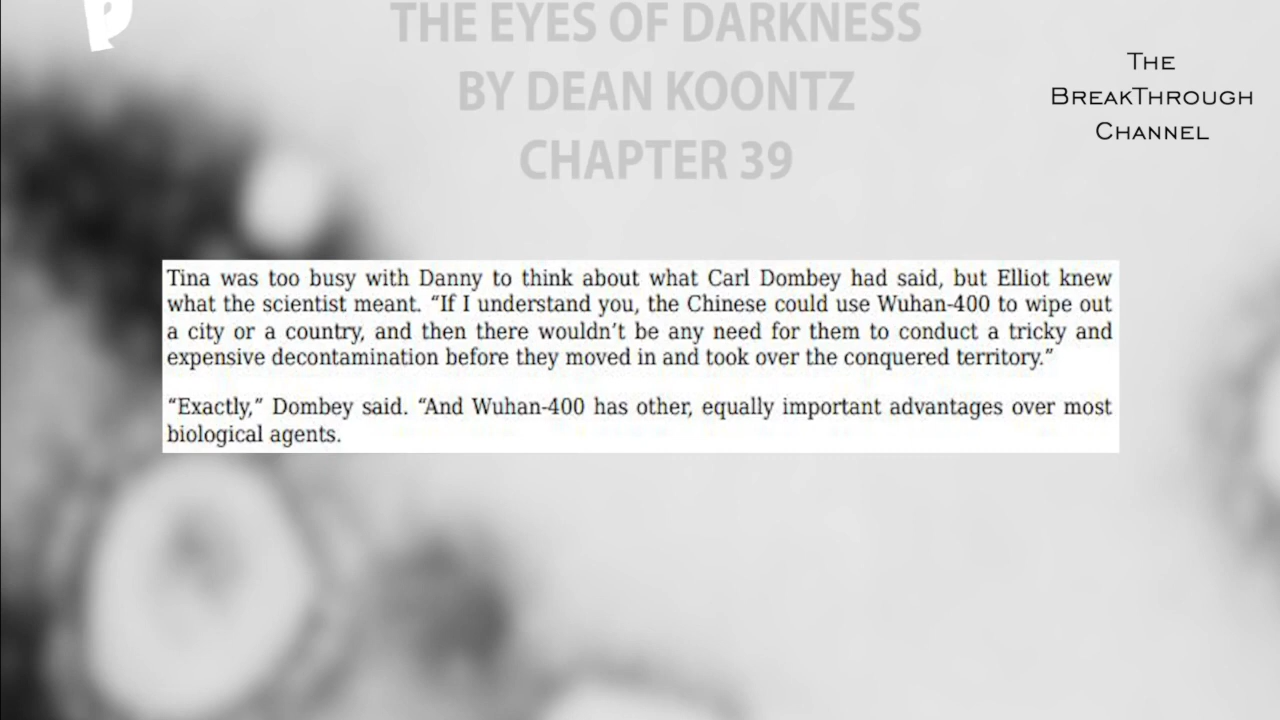 THE EYES OF DARKNESS
BY DEAN KOONTZ
CHAPTER 39
THE
BREAKTHROUGH
CHANNEL
Tina was too busy with Danny to think about what Carl Dombey had said, but Elliot knew
what the scientist meant. “If I understand you, the Chinese could use Wuhan-400 to wipe out
a city or a country, and then there wouldn’t be any need for them to conduct a tricky and
expensive decontamination before they moved in and took over the conquered territory.”
“Exactly,” Dombey said. “And Wuhan-400 has other, equally important advantages over most
biological agents.